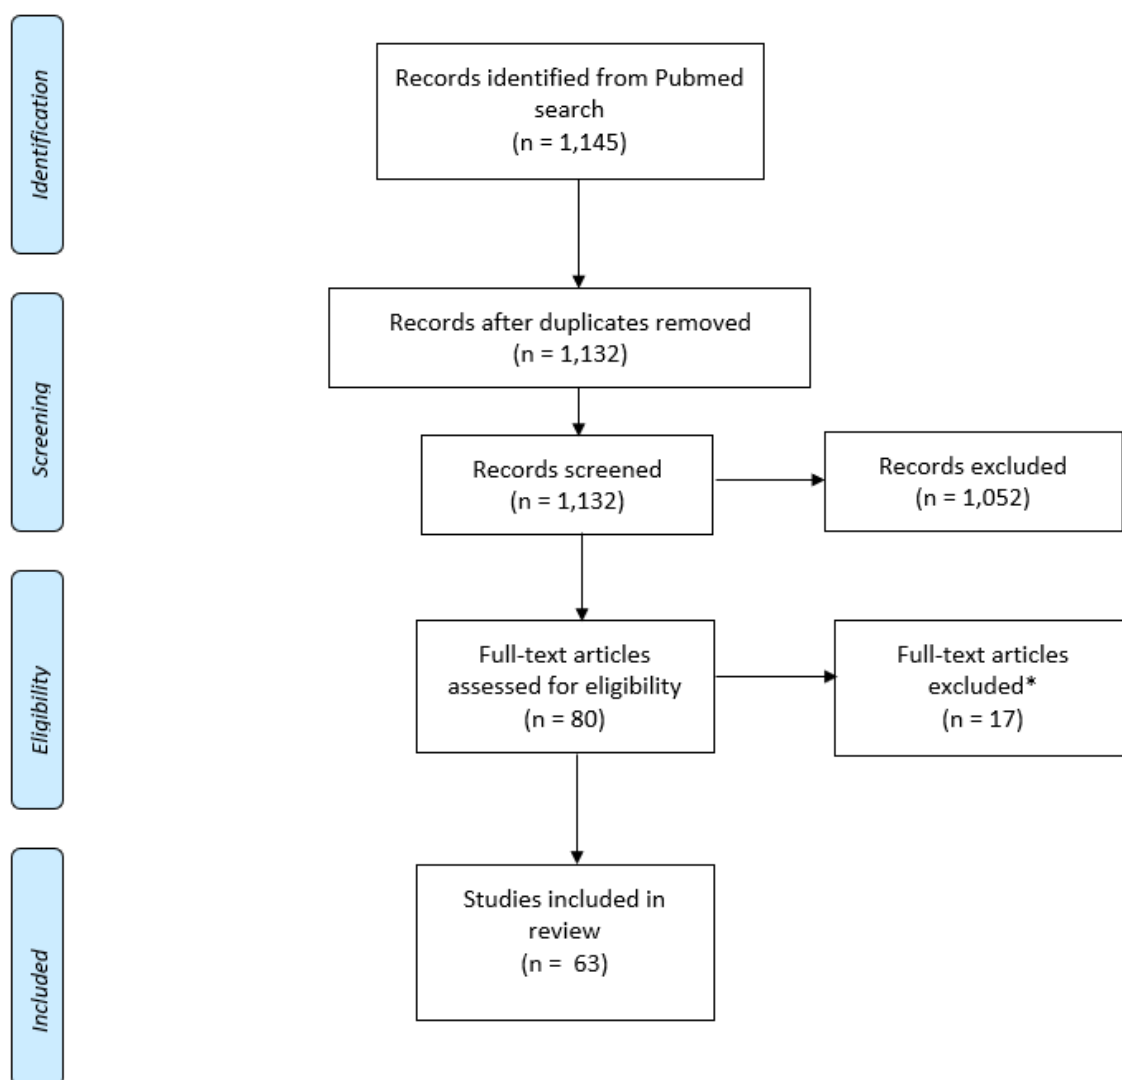 Identification
Records identified from Pubmed
search
(n = 1,145)
Records after duplicates removed
(n = 1,132)
Screening
Records screened
(n = 1,132)
Records excluded
(n = 1,052)
Eligibility
Full-text articles
assessed for eligibility
(n = 80)
Full-text articles
excluded*
(n = 17)
Included
Studies included in
review
(n =  63)